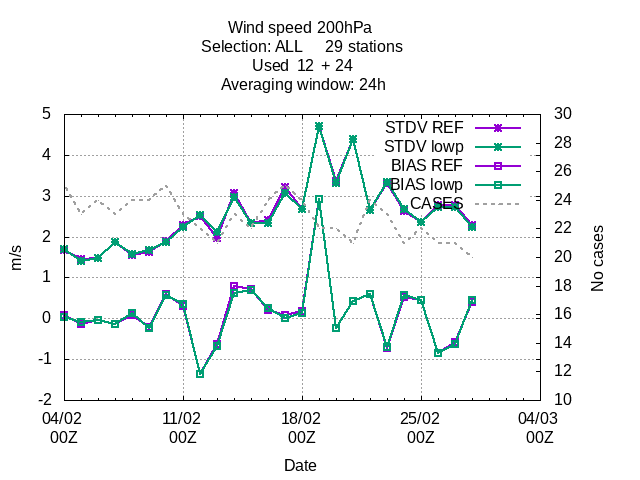 Wind speed 200hPa
Selection: ALL 29 stations
Used 12 + 24
Averaging window: 24h
STDV REF
STDV lowp
BIAS REF
BIAS lowp
CASES
5
4
3
2
1
0
-1
-2
m/s
30
28
26
24
22
20
18
16
14
12
10
No cases
04/02 11/02 18/02 25/02 04/03
00Z 00Z 00Z 00Z 00Z
Date